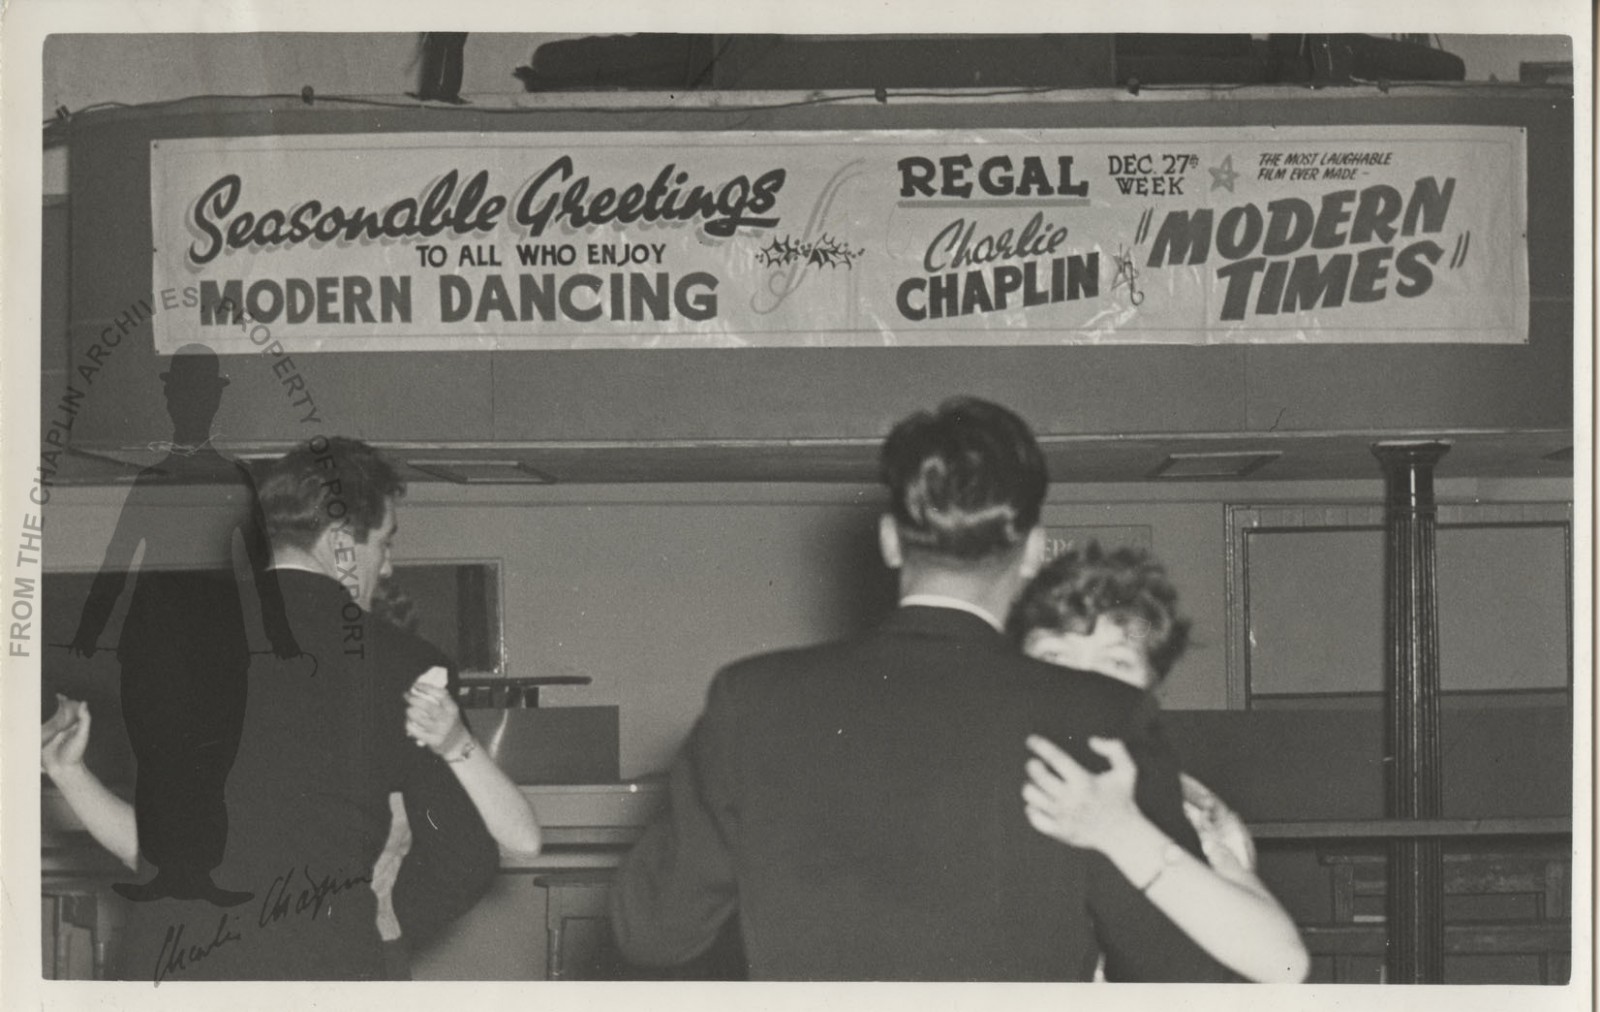 Seasonable Greetings
TO ALL WHO ENJOY
MODERN DANCING
REGAL
DEC. 27th
WEEK
THE MOST LAUGHABLE
FILM EVER MADE –
Charlie
CHAPLIN
"MODERN
TIMES"
FROM THE CHAPLIN ARCHIVES, PROPERTY OF ROY EXPORT
Charlie Chaplin